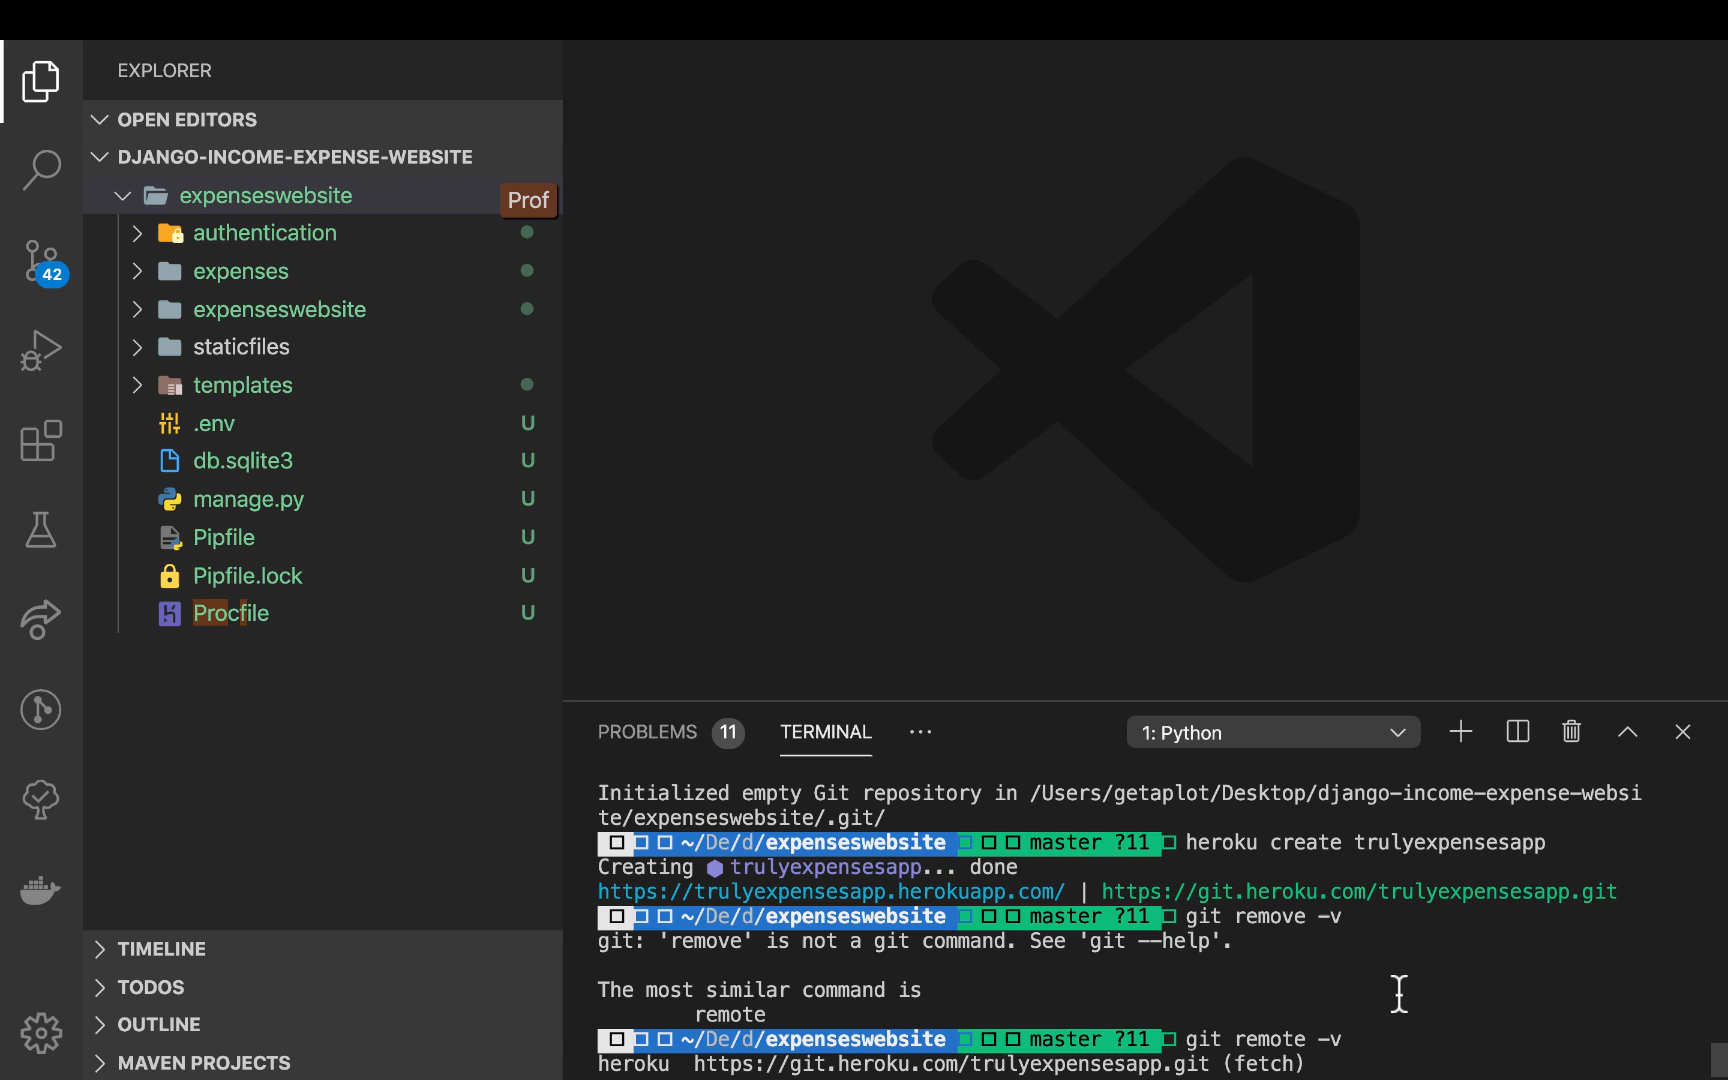 EXPLORER
OPEN EDITORS
DJANGO-INCOME-EXPENSE-WEBSITE
expenseswebsite
Prof
authentication
expenses
expenseswebsite
staticfiles
templates
.env U
db.sqlite3 U
manage.py U
Pipfile U
Pipfile.lock U
Procfile U
42
TIMELINE
TODOS
OUTLINE
MAVEN PROJECTS
PROBLEMS 11 TERMINAL ··· 1: Python
Initialized empty Git repository in /Users/getaplot/Desktop/django-income-expense-websi
te/expenseswebsite/.git/
~/De/d/expenseswebsite master ?11 heroku create trulyexpensesapp
Creating ⬢ trulyexpensesapp... done
https://trulyexpensesapp.herokuapp.com/ | https://git.heroku.com/trulyexpensesapp.git
~/De/d/expenseswebsite master ?11 git remove -v
git: 'remove' is not a git command. See 'git --help'.
The most similar command is
remote
~/De/d/expenseswebsite master ?11 git remote -v
heroku https://git.heroku.com/trulyexpensesapp.git (fetch)